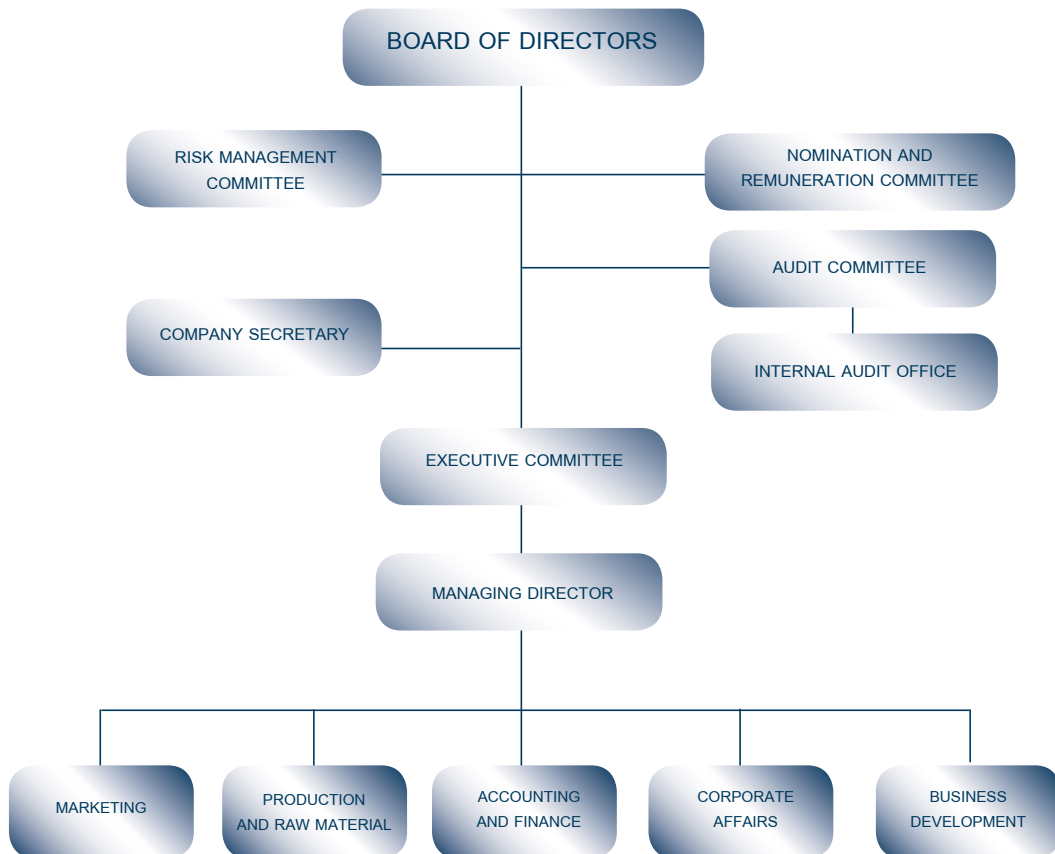 BOARD OF DIRECTORS
RISK MANAGEMENT
COMMITTEE
NOMINATION AND
REMUNERATION COMMITTEE
AUDIT COMMITTEE
COMPANY SECRETARY
INTERNAL AUDIT OFFICE
EXECUTIVE COMMITTEE
MANAGING DIRECTOR
MARKETING
PRODUCTION
AND RAW MATERIAL
ACCOUNTING
AND FINANCE
CORPORATE
AFFAIRS
BUSINESS
DEVELOPMENT